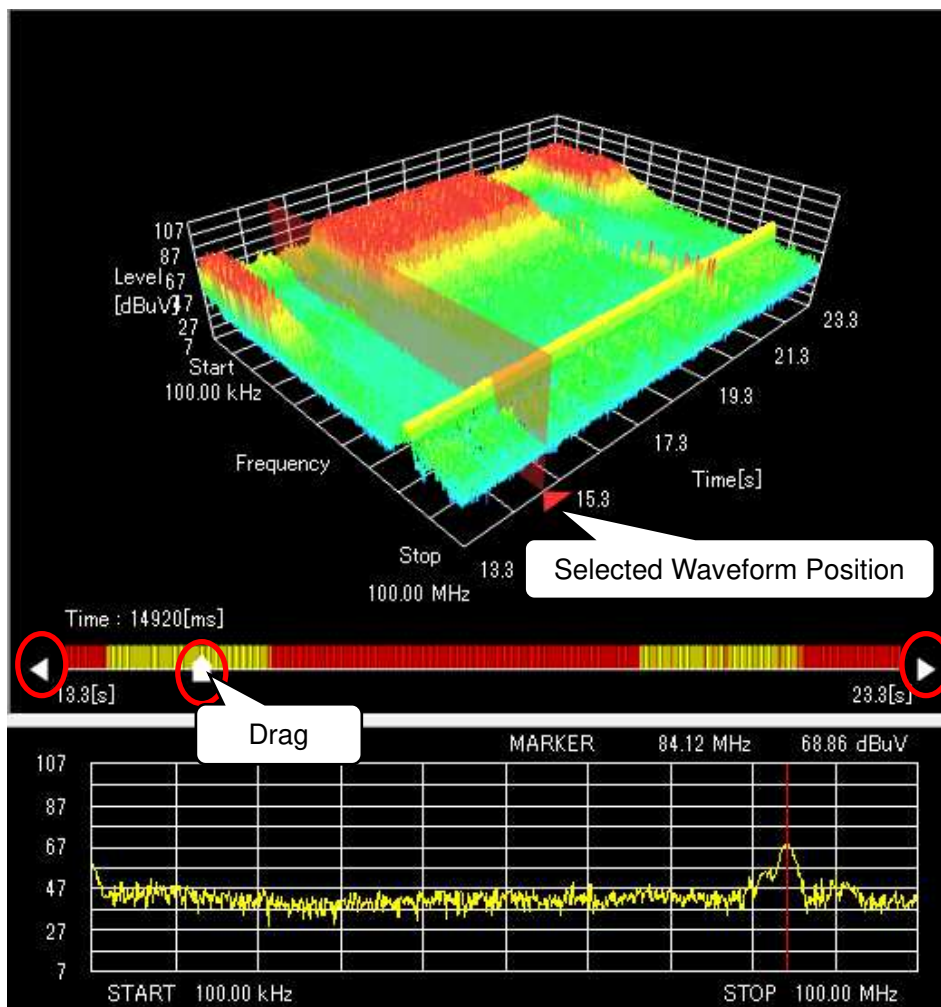 107
87
Level 67
[dBuV] 47
27
7
Start
100.00 kHz
Frequency
Stop
100.00 MHz
23.3
21.3
19.3
17.3
Time[s]
15.3
13.3
Selected Waveform Position
Time : 14920[ms]
13.3[s]
23.3[s]
Drag
MARKER 84.12 MHz 68.86 dBuV
107
87
67
47
27
7
START 100.00 kHz STOP 100.00 MHz